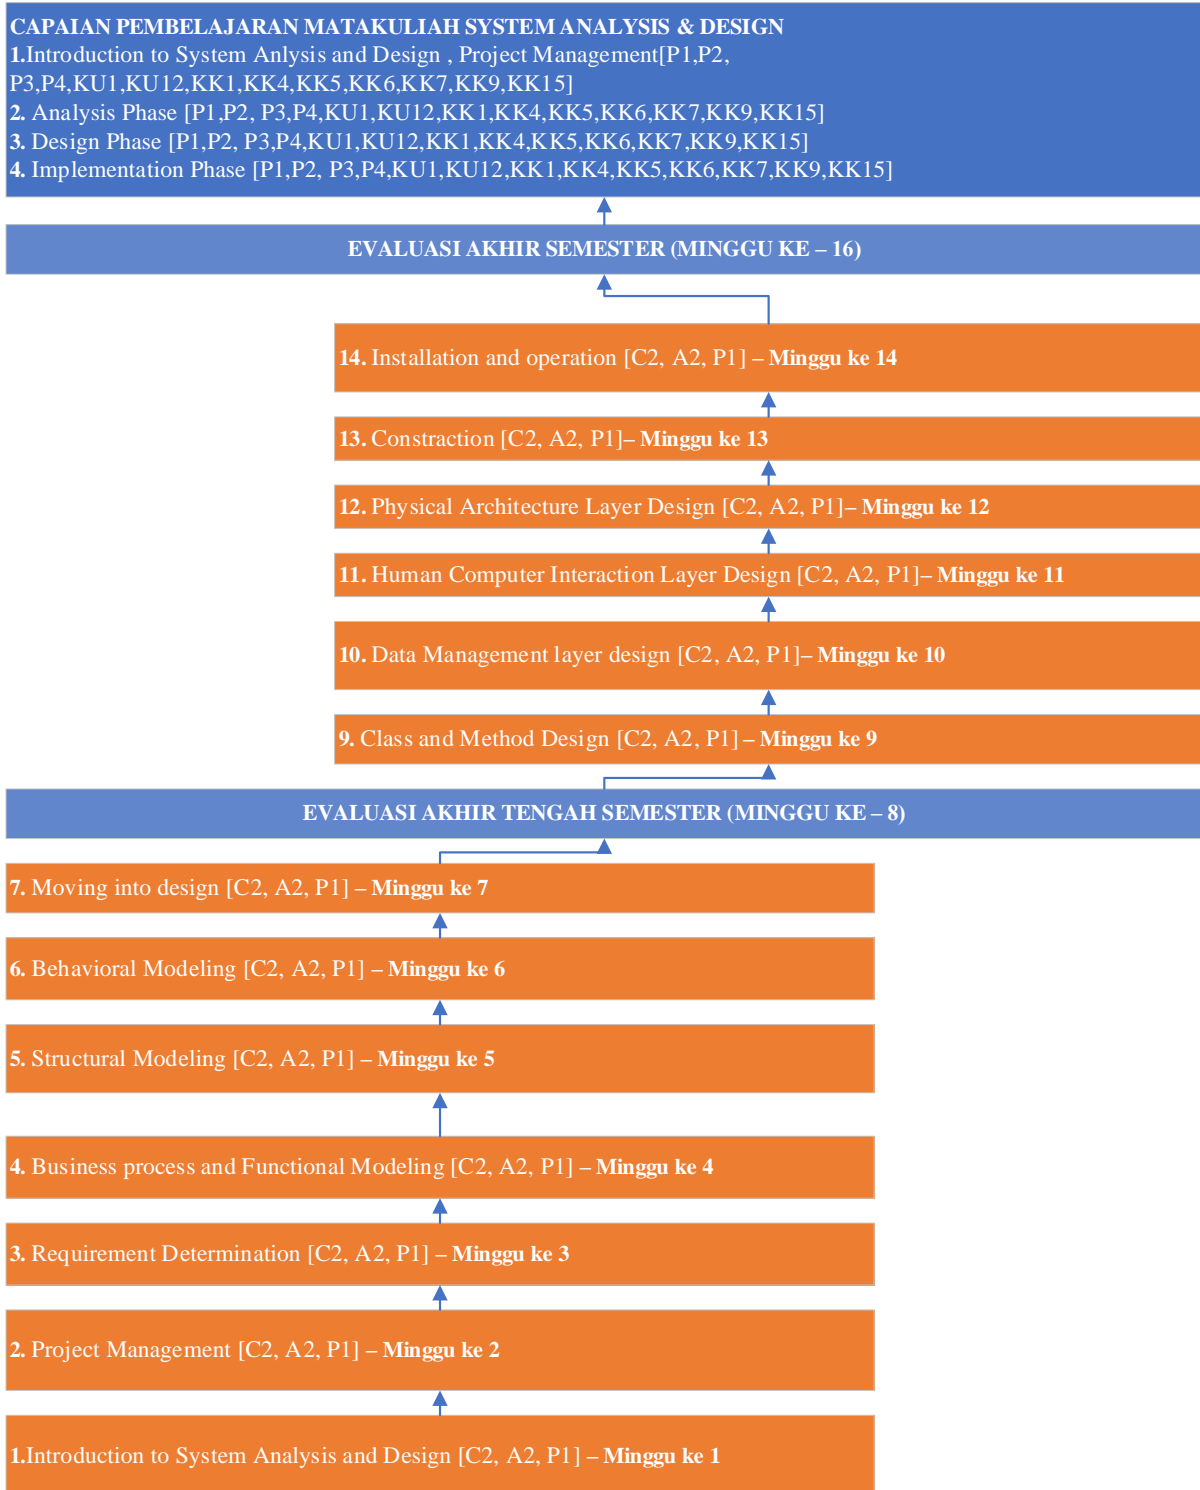 CAPAIAN PEMBELAJARAN MATAKULIAH SYSTEM ANALYSIS & DESIGN
1.Introduction to System Anlysis and Design , Project Management[P1,P2,
P3,P4,KU1,KU12,KK1,KK4,KK5,KK6,KK7,KK9,KK15]
2. Analysis Phase [P1,P2, P3,P4,KU1,KU12,KK1,KK4,KK5,KK6,KK7,KK9,KK15]
3. Design Phase [P1,P2, P3,P4,KU1,KU12,KK1,KK4,KK5,KK6,KK7,KK9,KK15]
4. Implementation Phase [P1,P2, P3,P4,KU1,KU12,KK1,KK4,KK5,KK6,KK7,KK9,KK15]
EVALUASI AKHIR SEMESTER (MINGGU KE – 16)
14. Installation and operation [C2, A2, P1] – Minggu ke 14
13. Constraction [C2, A2, P1]– Minggu ke 13
12. Physical Architecture Layer Design [C2, A2, P1]– Minggu ke 12
11. Human Computer Interaction Layer Design [C2, A2, P1]– Minggu ke 11
10. Data Management layer design [C2, A2, P1]– Minggu ke 10
9. Class and Method Design [C2, A2, P1] – Minggu ke 9
EVALUASI AKHIR TENGAH SEMESTER (MINGGU KE – 8)
7. Moving into design [C2, A2, P1] – Minggu ke 7
6. Behavioral Modeling [C2, A2, P1] – Minggu ke 6
5. Structural Modeling [C2, A2, P1] – Minggu ke 5
4. Business process and Functional Modeling [C2, A2, P1] – Minggu ke 4
3. Requirement Determination [C2, A2, P1] – Minggu ke 3
2. Project Management [C2, A2, P1] – Minggu ke 2
1.Introduction to System Analysis and Design [C2, A2, P1] – Minggu ke 1